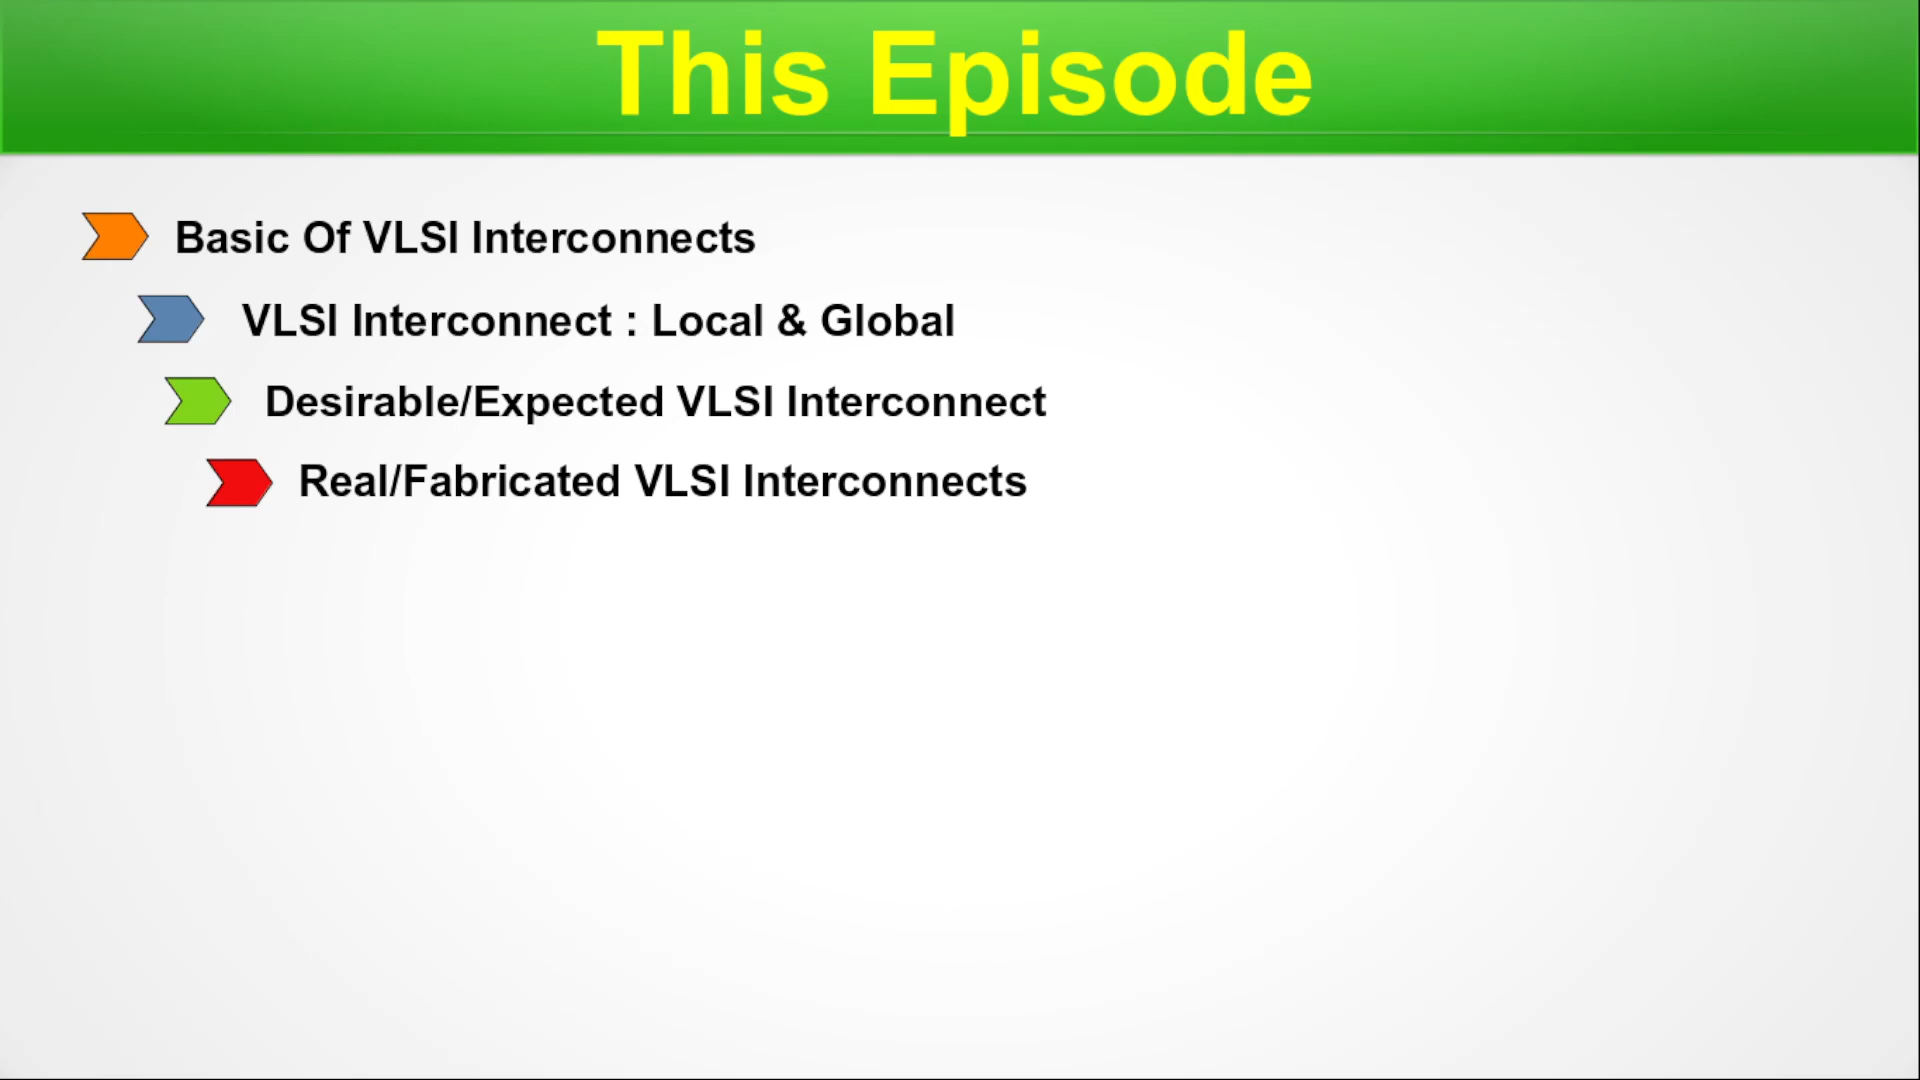 This Episode
Basic Of VLSI Interconnects
VLSI Interconnect : Local & Global
Desirable/Expected VLSI Interconnect
Real/Fabricated VLSI Interconnects